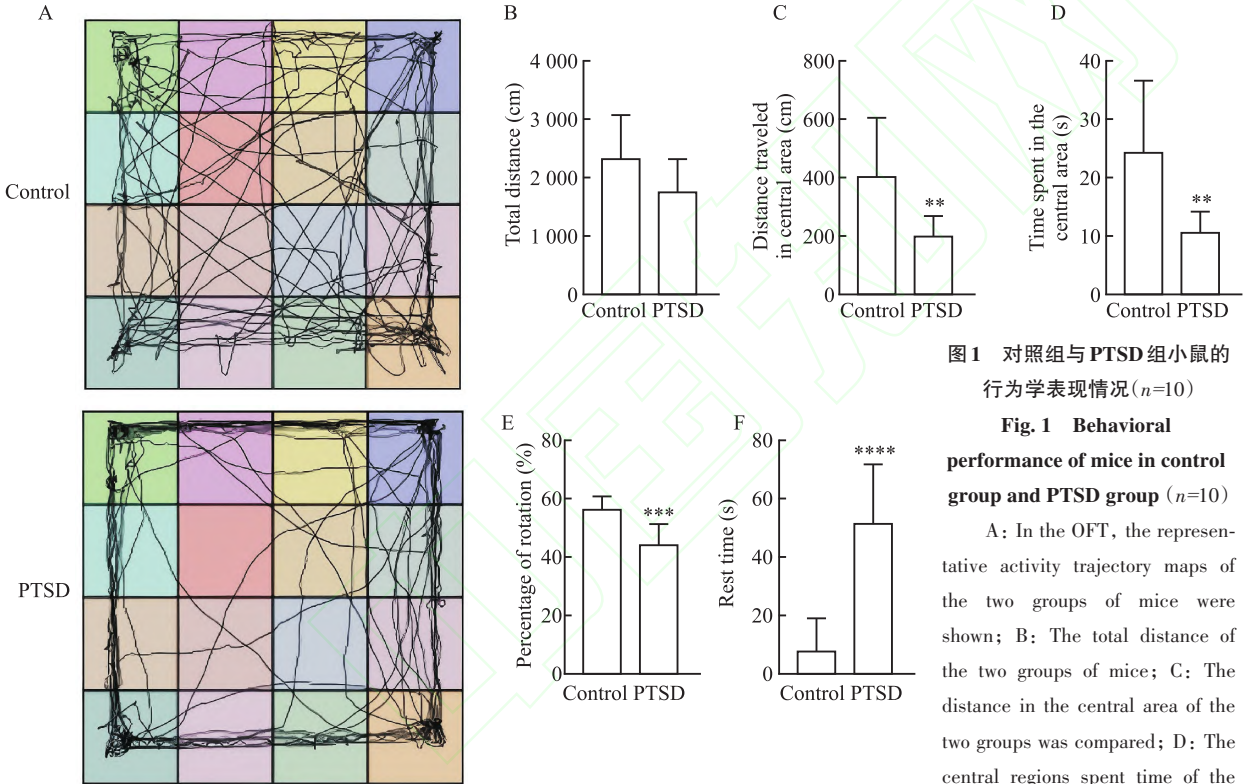 A
Control
PTSD
B
Total distance (cm)
4 000
3 000
2 000
1 000
0
Control PTSD
C
Distance traveled
in central area (cm)
800
600
400
200
0
**
Control PTSD
D
Time spent in the
central area (s)
40
30
20
10
0
**
Control PTSD
E
Percentage of rotation (%)
80
60
40
20
0
***
Control PTSD
F
Rest time (s)
80
60
40
20
0
****
Control PTSD
图1 对照组与PTSD组小鼠的
行为学表现情况(n=10)
Fig. 1 Behavioral
performance of mice in control
group and PTSD group (n=10)
A: In the OFT, the represen-
tative activity trajectory maps of
the two groups of mice were
shown; B: The total distance of
the two groups of mice; C: The
distance in the central area of the
two groups was compared; D: The
central regions spent time of the